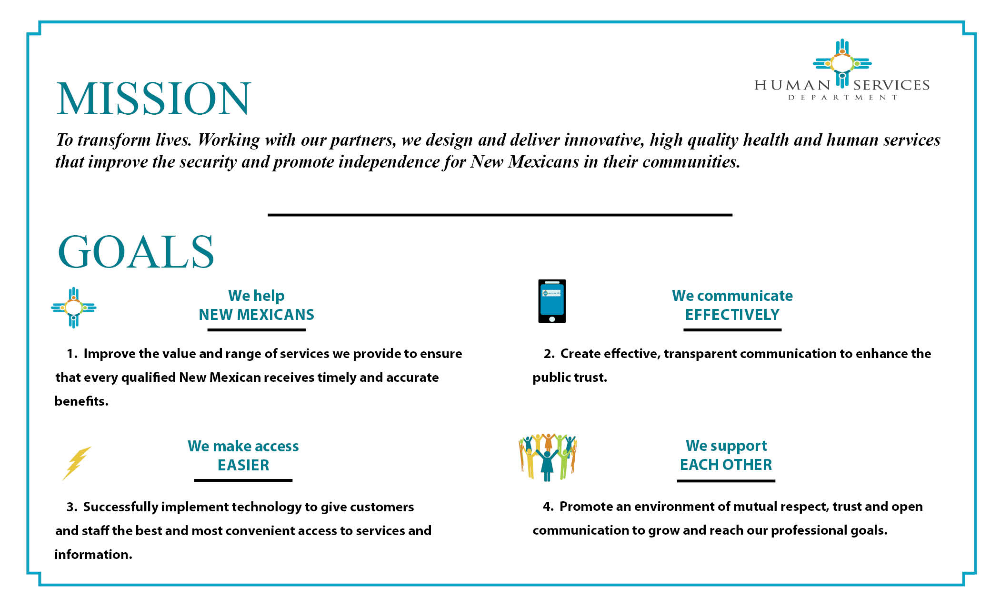 HUMAN SERVICES
DEPARTMENT
MISSION
To transform lives. Working with our partners, we design and deliver innovative, high quality health and human services
that improve the security and promote independence for New Mexicans in their communities.
GOALS
We help
NEW MEXICANS
1. Improve the value and range of services we provide to ensure
that every qualified New Mexican receives timely and accurate
benefits.
We communicate
EFFECTIVELY
2. Create effective, transparent communication to enhance the
public trust.
We make access
EASIER
3. Successfully implement technology to give customers
and staff the best and most convenient access to services and
information.
We support
EACH OTHER
4. Promote an environment of mutual respect, trust and open
communication to grow and reach our professional goals.